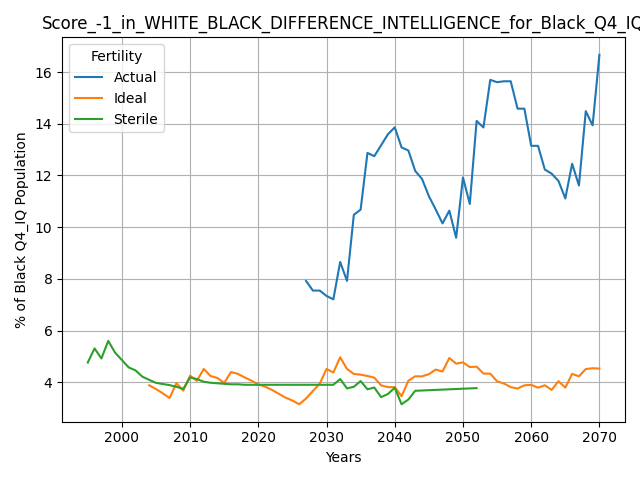 Score_-1_in_WHITE_BLACK_DIFFERENCE_INTELLIGENCE_for_Black_Q4_IQ
Fertility
Actual
Ideal
Sterile
16
14
12
10
8
6
4
% of Black Q4_IQ Population
2000 2010 2020 2030 2040 2050 2060 2070
Years